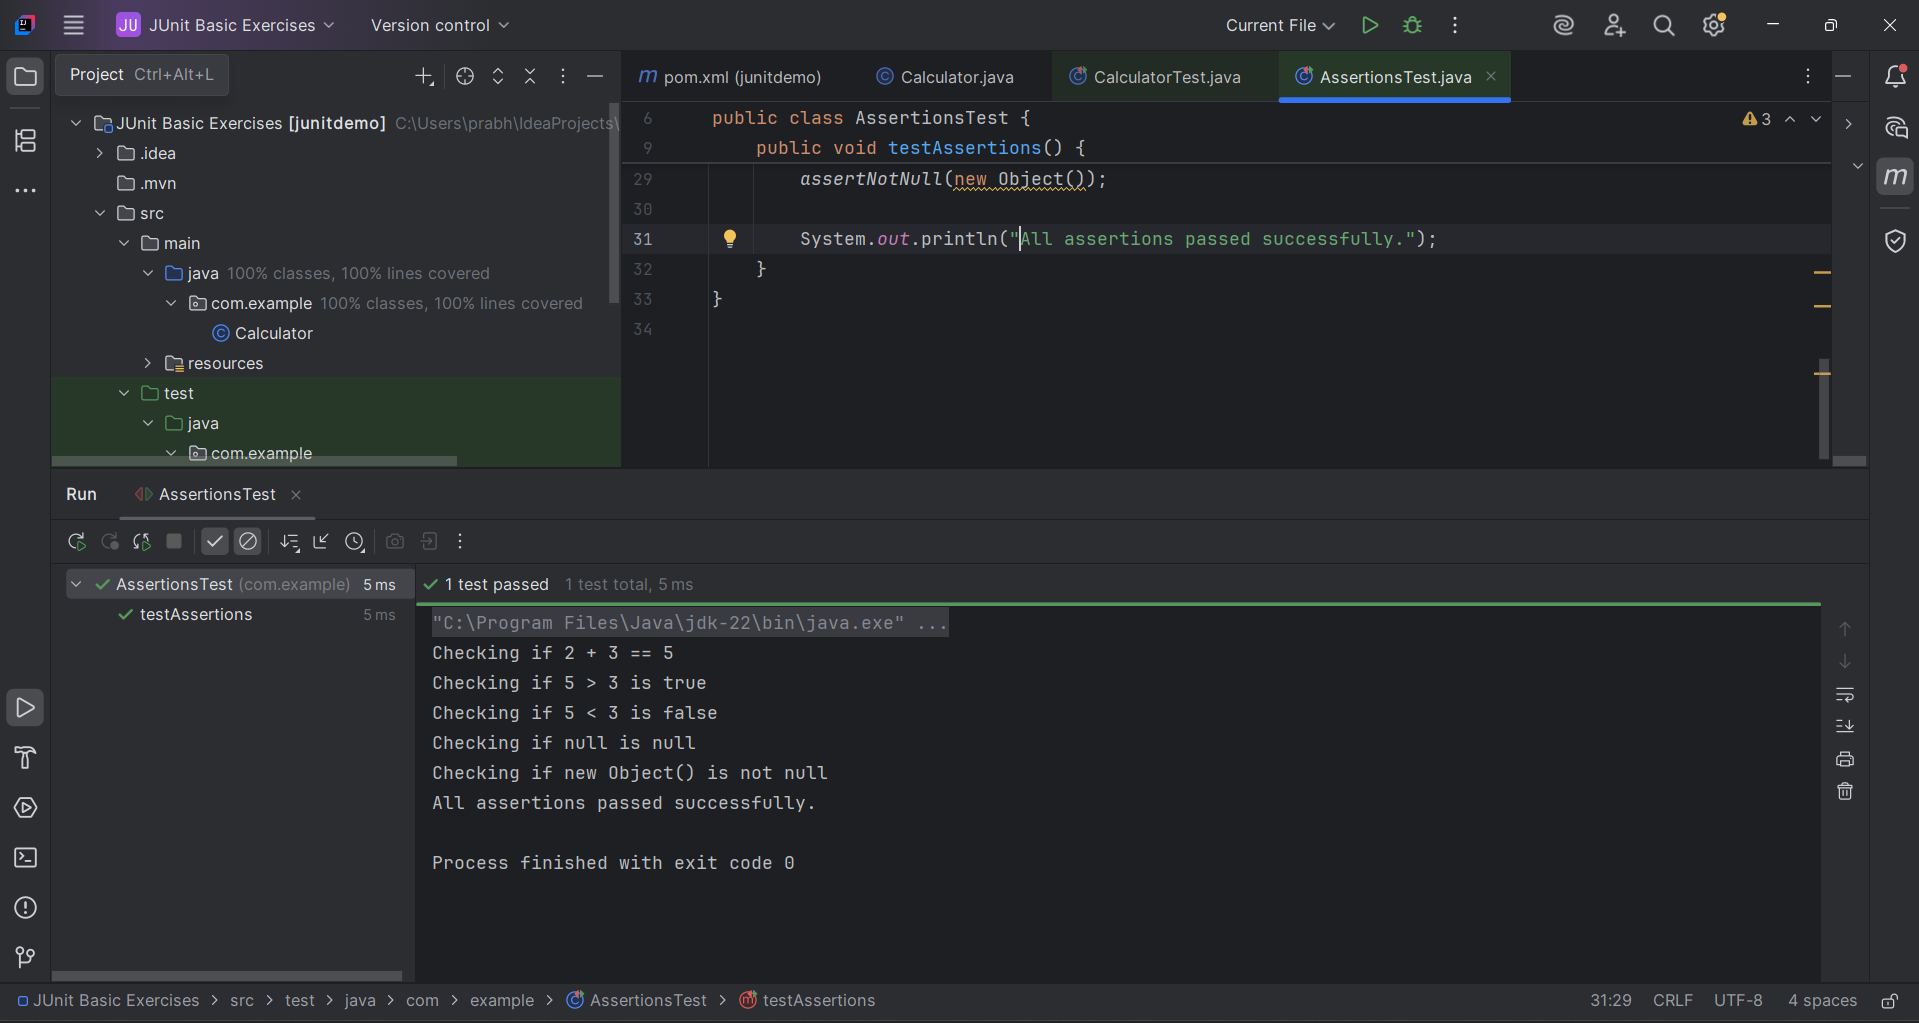 JU JUnit Basic Exercises Version control Current File
Project Ctrl+Alt+L
pom.xml (junitdemo) Calculator.java CalculatorTest.java AssertionsTest.java
JUnit Basic Exercises [junitdemo] C:\Users\prabh\IdeaProjects\
.idea
.mvn
src
main
java 100% classes, 100% lines covered
com.example 100% classes, 100% lines covered
Calculator
resources
test
java
com.example
6 public class AssertionsTest {
3
9 public void testAssertions() {
29 assertNotNull(new Object());
30
31 System.out.println("All assertions passed successfully.");
32 }
33 }
34
Run AssertionsTest
AssertionsTest (com.example) 5 ms
testAssertions 5 ms
1 test passed 1 test total, 5 ms
"C:\Program Files\Java\jdk-22\bin\java.exe" ...
Checking if 2 + 3 == 5
Checking if 5 > 3 is true
Checking if 5 < 3 is false
Checking if null is null
Checking if new Object() is not null
All assertions passed successfully.
Process finished with exit code 0
JUnit Basic Exercises > src > test > java > com > example > AssertionsTest > testAssertions 31:29 CRLF UTF-8 4 spaces